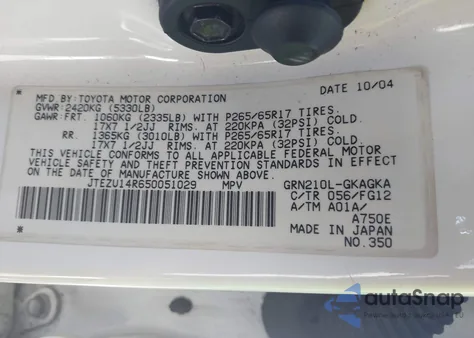 MFD.BY:TOYOTA MOTOR CORPORATION DATE 10/04
GVWR:2420KG (5330LB)
GAWR:FRT. 1060KG (2335LB) WITH P265/65R17 TIRES.
17X7 1/2JJ RIMS. AT 220KPA (32PSI) COLD.
RR. 1365KG (3010LB) WITH P265/65R17 TIRES.
17X7 1/2JJ RIMS. AT 220KPA (32PSI) COLD.
THIS VEHICLE CONFORMS TO ALL APPLICABLE FEDERAL MOTOR
VEHICLE SAFETY AND THEFT PREVENTION STANDARDS IN
EFFECT ON THE DATE OF MANUFACTURE SHOWN ABOVE.
JTEZU14R650051029 MPV GRN210L-GKAGKA
C/TR 056/FG12
A/TM A01A/
A750E
MADE IN JAPAN
NO.350
autoSnap